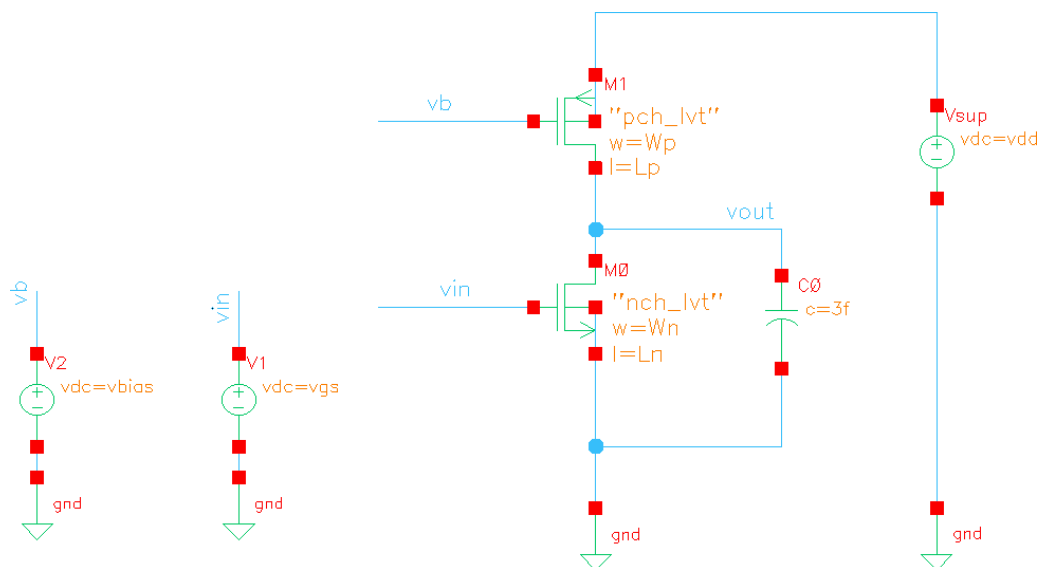 M1
vb
"pch_lvt"
w=Wp
l=Lp
Vsup
+
vdc=vdd
-
vout
M0
vin
"nch_lvt"
w=Wn
l=Ln
C0
c=3f
vb
V2
+
vdc=vbias
-
gnd
vin
V1
+
vdc=vgs
-
gnd
gnd
gnd